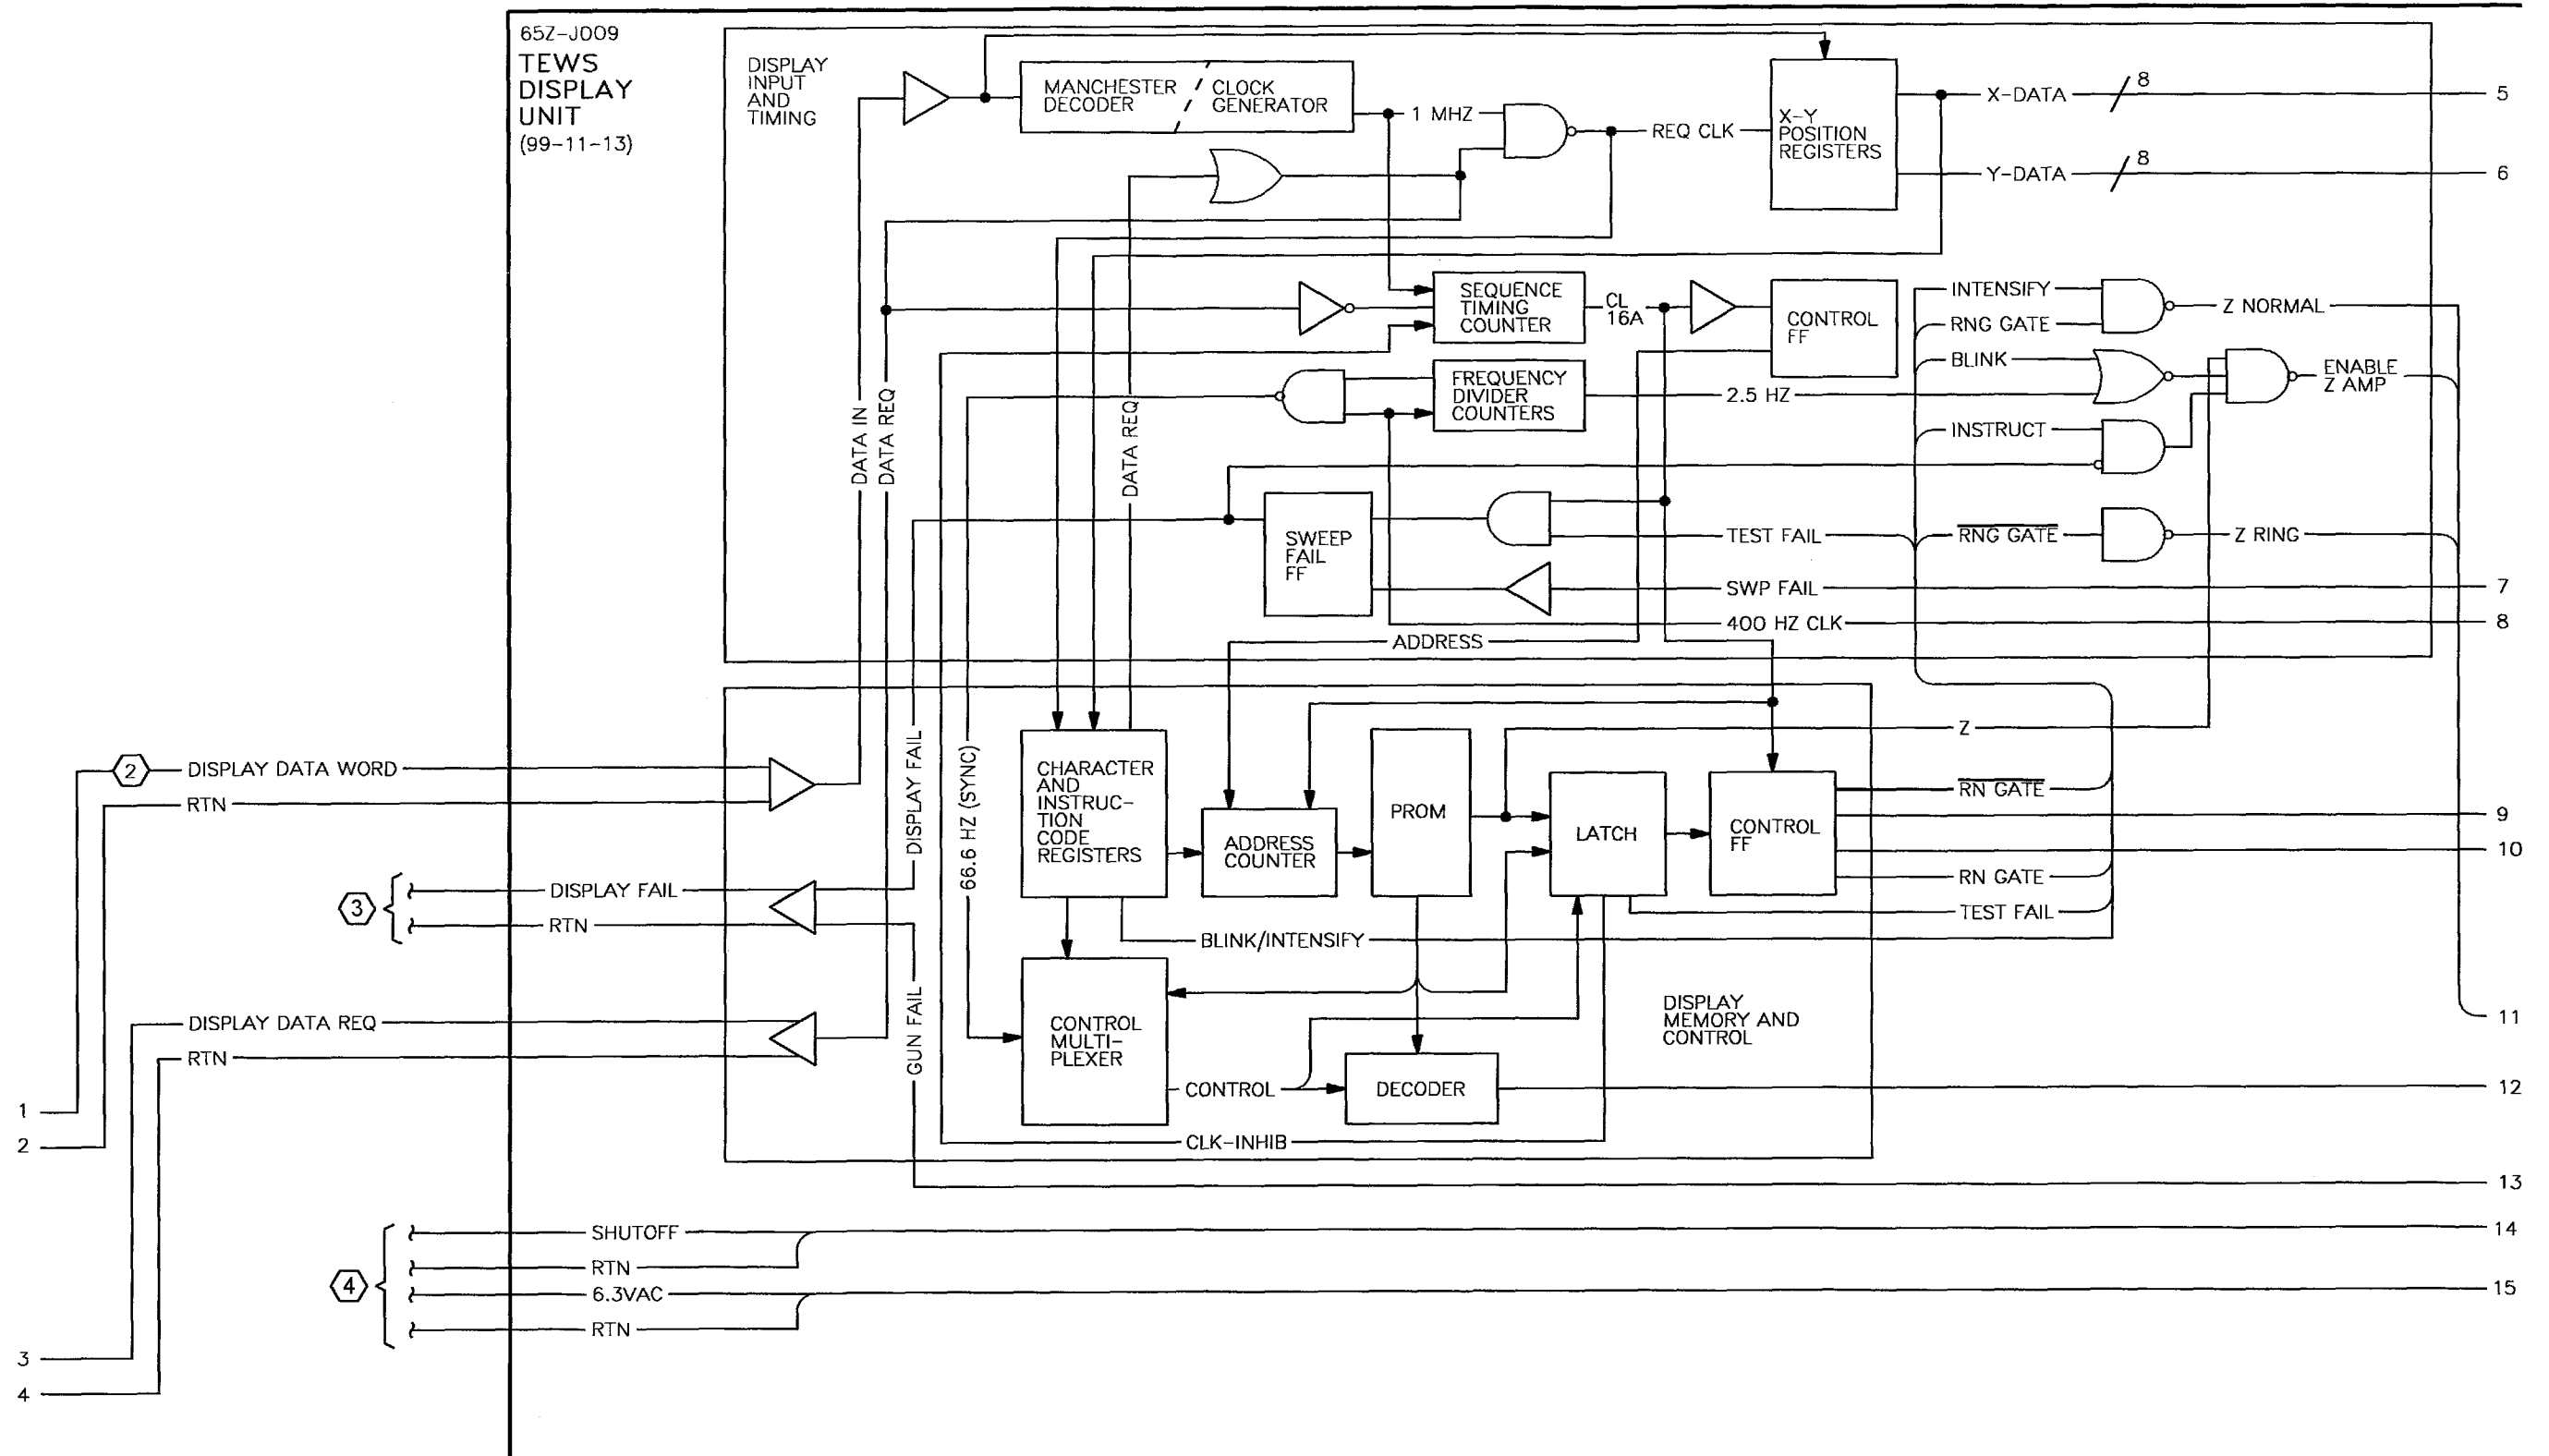 65Z-J009
TEWS
DISPLAY
UNIT
(99-11-13)
DISPLAY
INPUT
AND
TIMING
MANCHESTER
DECODER
CLOCK
GENERATOR
1 MHZ
REQ CLK
X-Y
POSITION
REGISTERS
X-DATA
8
5
Y-DATA
8
6
SEQUENCE
TIMING
COUNTER
CL
16A
CONTROL
FF
INTENSIFY
RNG GATE
Z NORMAL
BLINK
ENABLE
Z AMP
FREQUENCY
DIVIDER
COUNTERS
2.5 HZ
INSTRUCT
DATA IN
DATA REQ
DATA REQ
SWEEP
FAIL
FF
TEST FAIL
RNG GATE
Z RING
SWP FAIL
7
400 HZ CLK
8
ADDRESS
2
DISPLAY DATA WORD
RTN
DISPLAY FAIL
66.6 HZ (SYNC)
CHARACTER
AND
INSTRUC-
TION
CODE
REGISTERS
ADDRESS
COUNTER
PROM
LATCH
CONTROL
FF
Z
RN GATE
9
10
RN GATE
TEST FAIL
3
DISPLAY FAIL
RTN
BLINK/INTENSIFY
DISPLAY DATA REQ
RTN
GUN FAIL
CONTROL
MULTI-
PLEXER
CONTROL
DECODER
DISPLAY
MEMORY AND
CONTROL
11
12
1
2
CLK-INHIB
13
4
SHUTOFF
RTN
6.3VAC
RTN
14
15
3
4